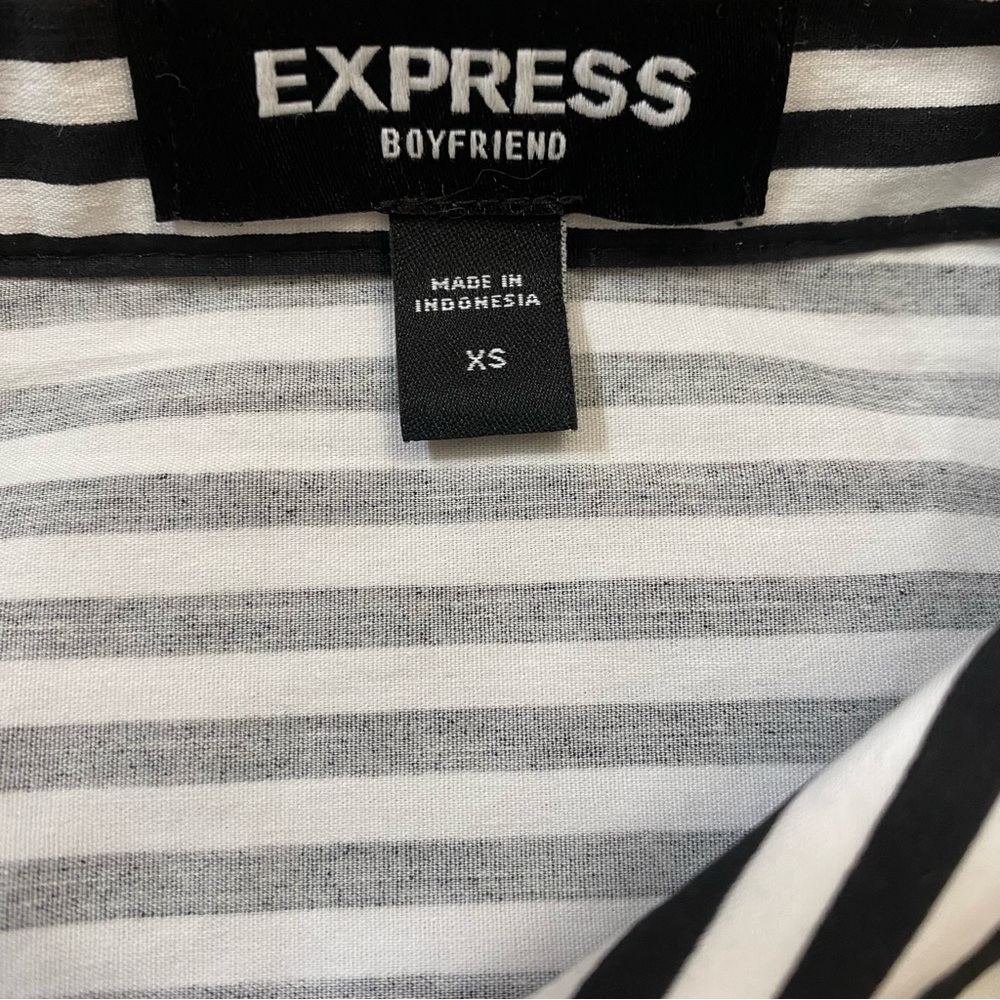 EXPRESS
BOYFRIEND
MADE IN
INDONESIA
XS